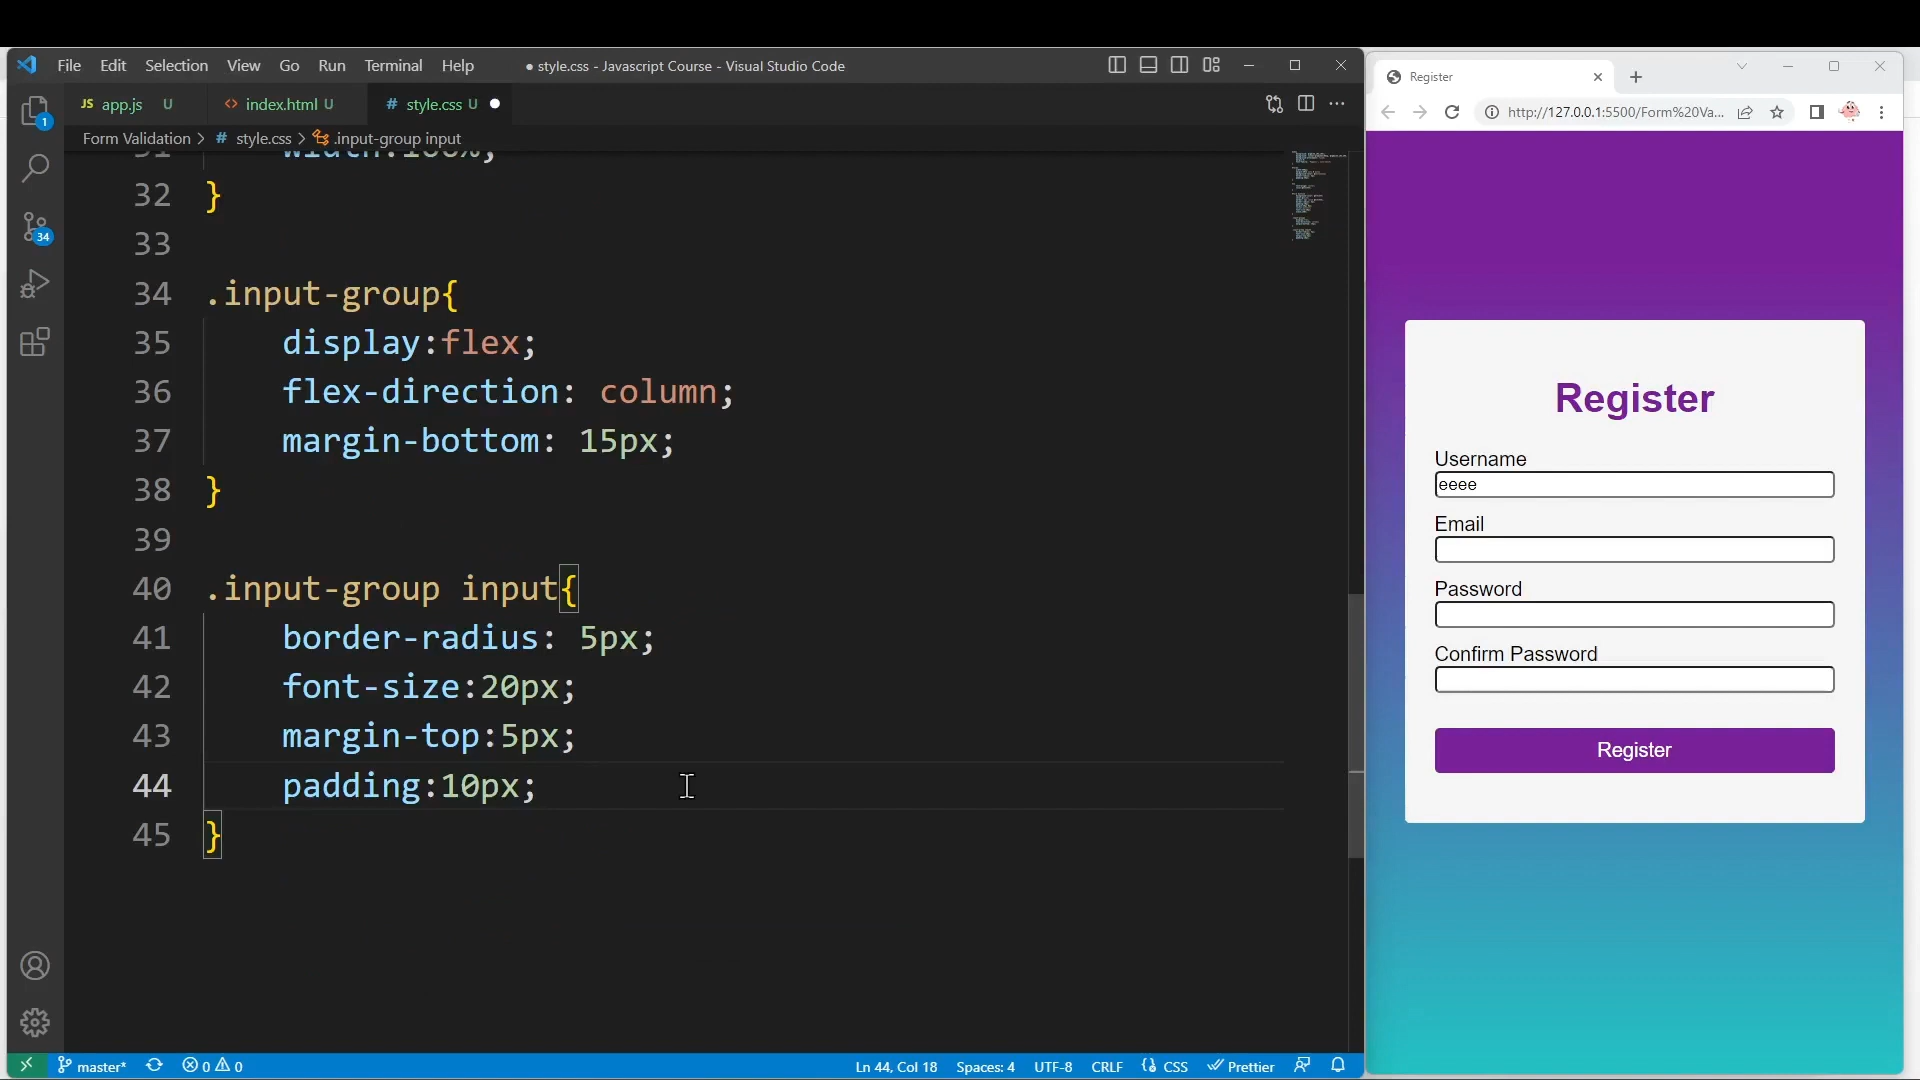 File Edit Selection View Go Run Terminal Help
● style.css - Javascript Course - Visual Studio Code
JS app.js U
<> index.html U
# style.css U ●
Form Validation > # style.css > .input-group input
31 width:100%;
32 }
33
34 .input-group{
35 display:flex;
36 flex-direction: column;
37 margin-bottom: 15px;
38 }
39
40 .input-group input{
41 border-radius: 5px;
42 font-size:20px;
43 margin-top:5px;
44 padding:10px;
45 }
1
34
master*
0 0
Ln 44, Col 18 Spaces: 4 UTF-8 CRLF CSS Prettier
Register
http://127.0.0.1:5500/Form%20Va...
Register
Username
eeee
Email
Password
Confirm Password
Register